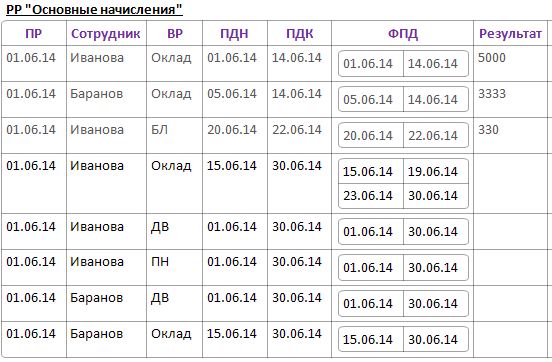 РР "Основные начисления"
ПР Сотрудник ВР ПДН ПДК ФПД Результат
01.06.14 Иванова Оклад 01.06.14 14.06.14 01.06.14 14.06.14 5000
01.06.14 Баранов Оклад 05.06.14 14.06.14 05.06.14 14.06.14 3333
01.06.14 Иванова БЛ 20.06.14 22.06.14 20.06.14 22.06.14 330
01.06.14 Иванова Оклад 15.06.14 30.06.14 15.06.14 19.06.14
23.06.14 30.06.14
01.06.14 Иванова ДВ 01.06.14 30.06.14 01.06.14 30.06.14
01.06.14 Иванова ПН 01.06.14 30.06.14 01.06.14 30.06.14
01.06.14 Баранов ДВ 01.06.14 30.06.14 01.06.14 30.06.14
01.06.14 Баранов Оклад 15.06.14 30.06.14 15.06.14 30.06.14